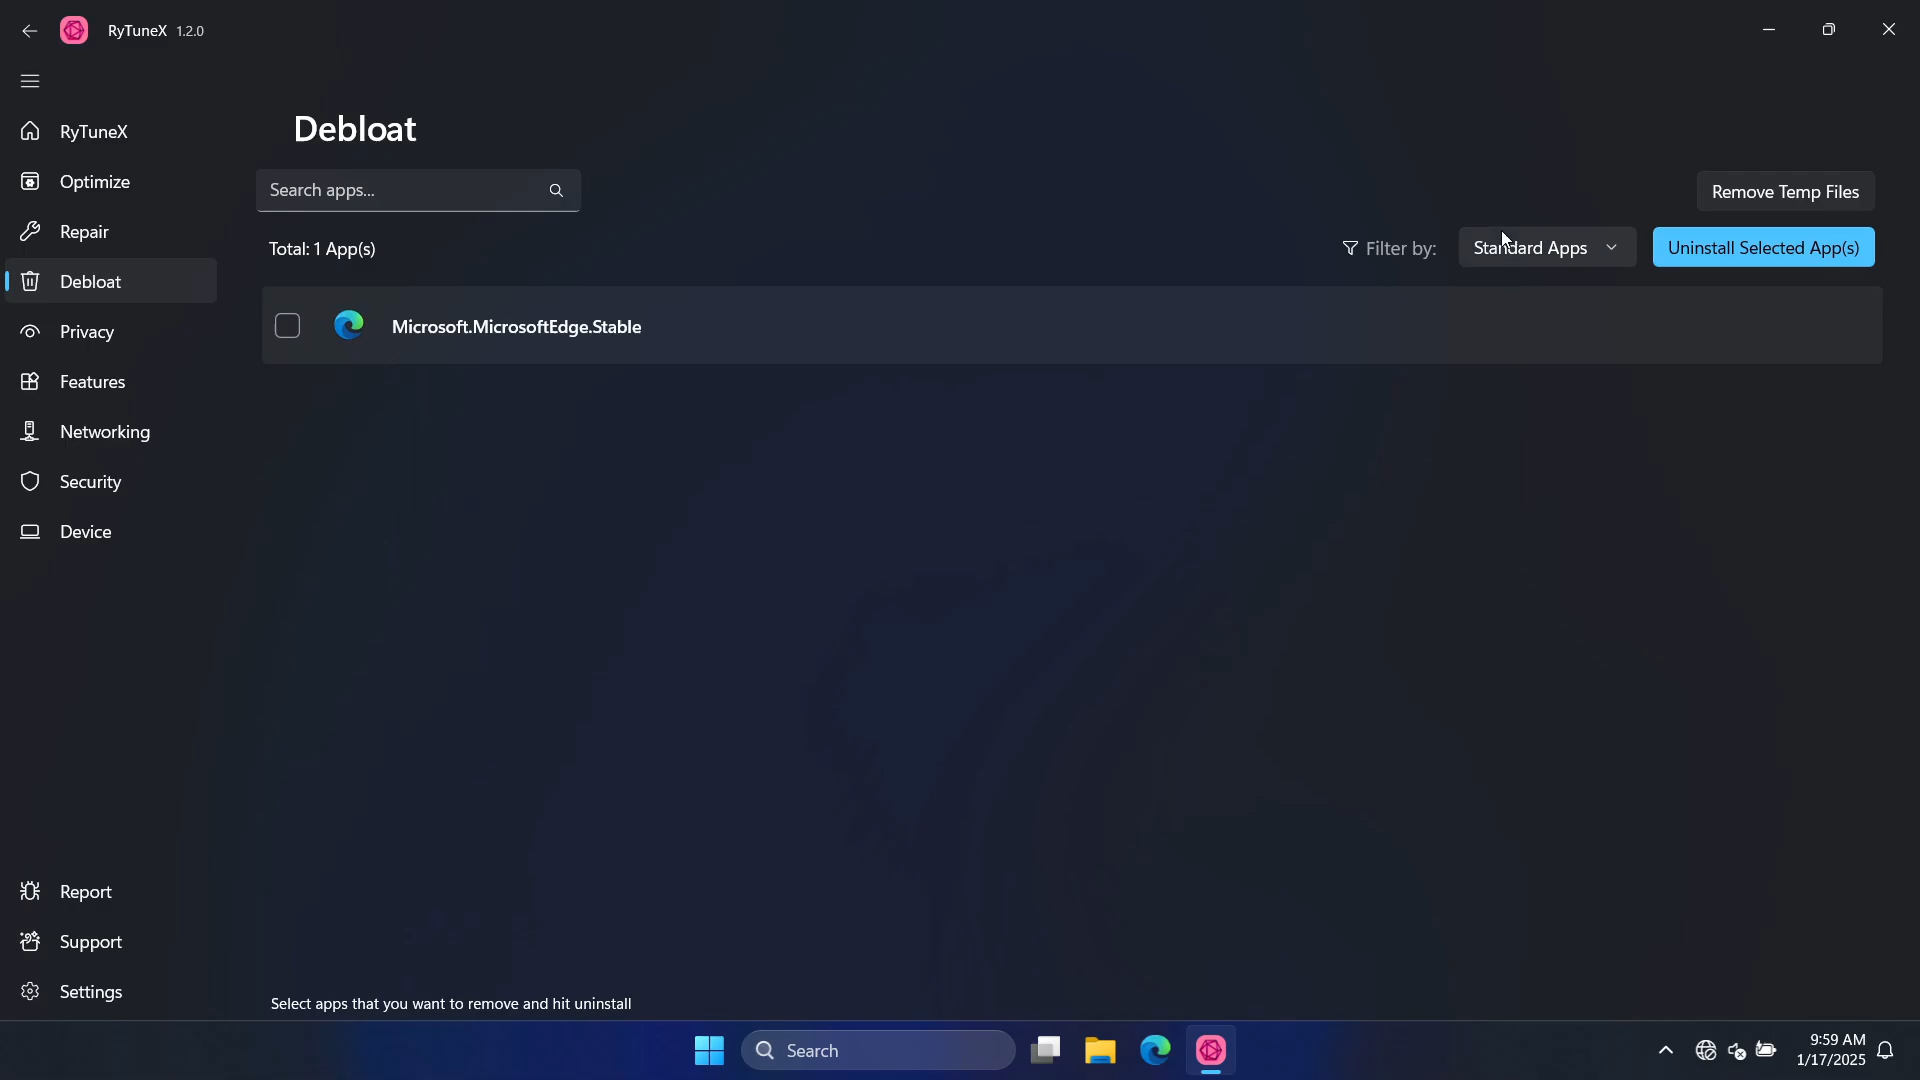 RyTuneX 1.2.0
RyTuneX
Optimize
Repair
Debloat
Privacy
Features
Networking
Security
Device
Report
Support
Settings
Debloat
Search apps...
Remove Temp Files
Total: 1 App(s)
Filter by:
Standard Apps
Uninstall Selected App(s)
Microsoft.MicrosoftEdge.Stable
Select apps that you want to remove and hit uninstall
Search
9:59 AM
1/17/2025